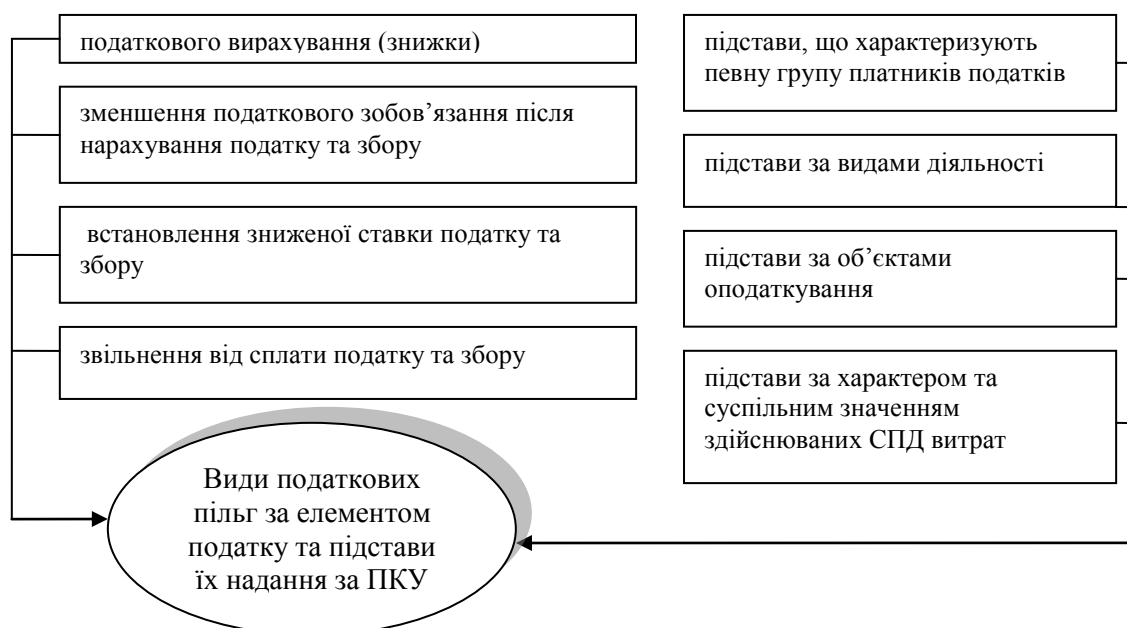 податкового вирахування (знижки)
зменшення податкового зобов’язання після
нарахування податку та збору
встановлення зниженої ставки податку та
збору
звільнення від сплати податку та збору
підстави, що характеризують
певну групу платників податків
підстави за видами діяльності
підстави за об’єктами
оподаткування
підстави за характером та
суспільним значенням
здійснюваних СПД витрат
Види податкових
пільг за елементом
податку та підстави
їх надання за ПКУ